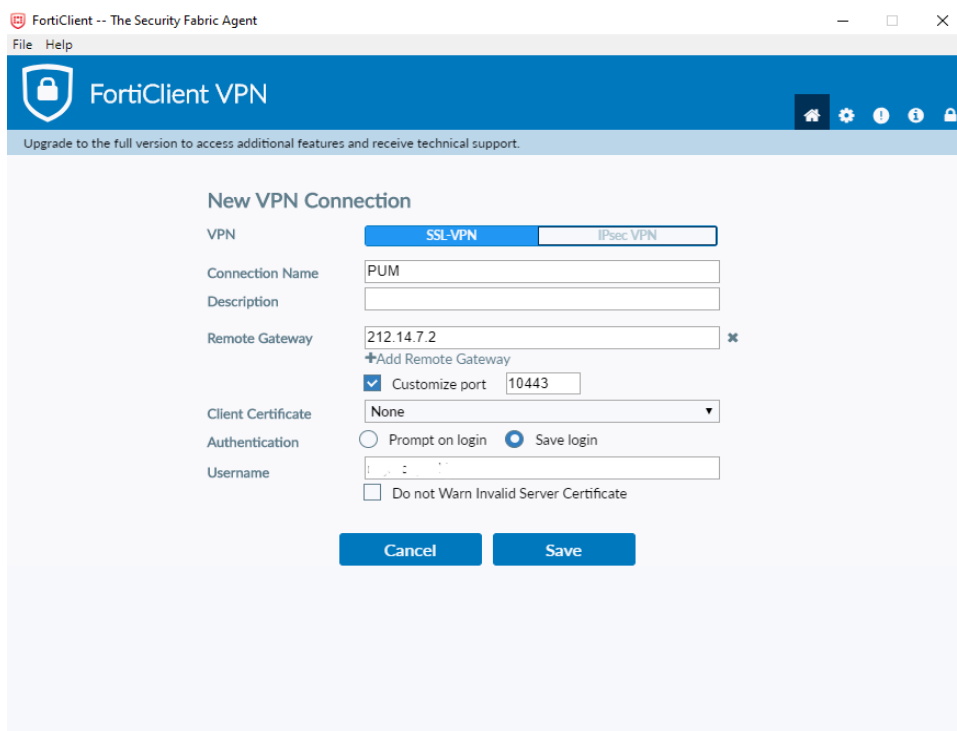 FortiClient -- The Security Fabric Agent
File Help
FortiClient VPN
Upgrade to the full version to access additional features and receive technical support.
New VPN Connection
VPN SSL-VPN IPsec VPN
Connection Name PUM
Description
Remote Gateway 212.14.7.2
+Add Remote Gateway
Customize port 10443
Client Certificate None
Authentication Prompt on login Save login
Username
Do not Warn Invalid Server Certificate
Cancel Save